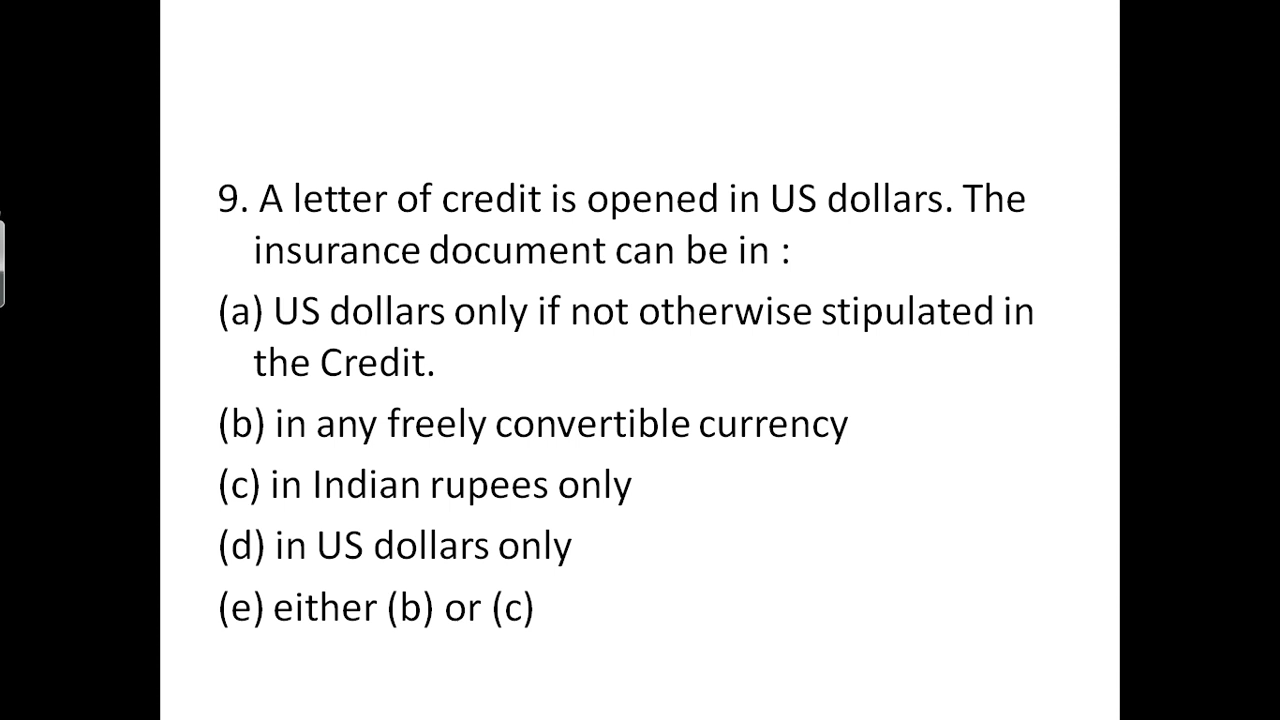 9. A letter of credit is opened in US dollars. The
insurance document can be in :
(a) US dollars only if not otherwise stipulated in
the Credit.
(b) in any freely convertible currency
(c) in Indian rupees only
(d) in US dollars only
(e) either (b) or (c)